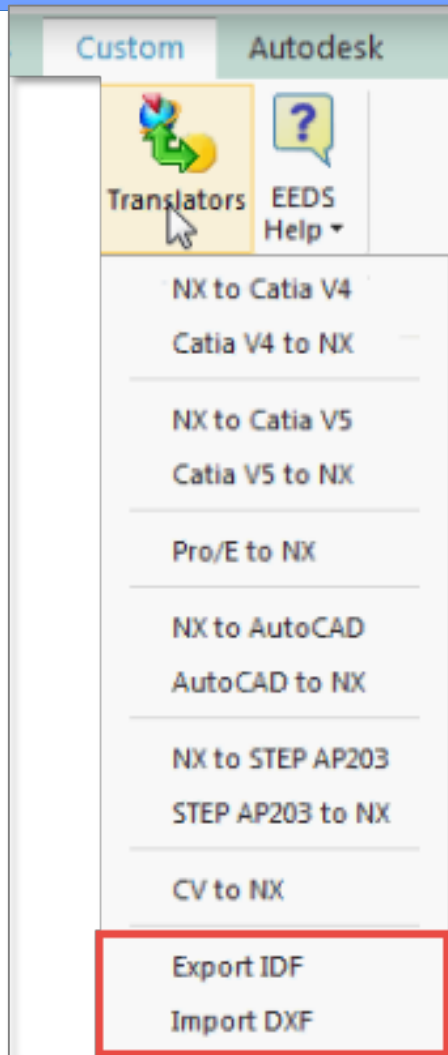 Custom Autodesk
Translators EEDS
Help
NX to Catia V4
Catia V4 to NX
NX to Catia V5
Catia V5 to NX
Pro/E to NX
NX to AutoCAD
AutoCAD to NX
NX to STEP AP203
STEP AP203 to NX
CV to NX
Export IDF
Import DXF